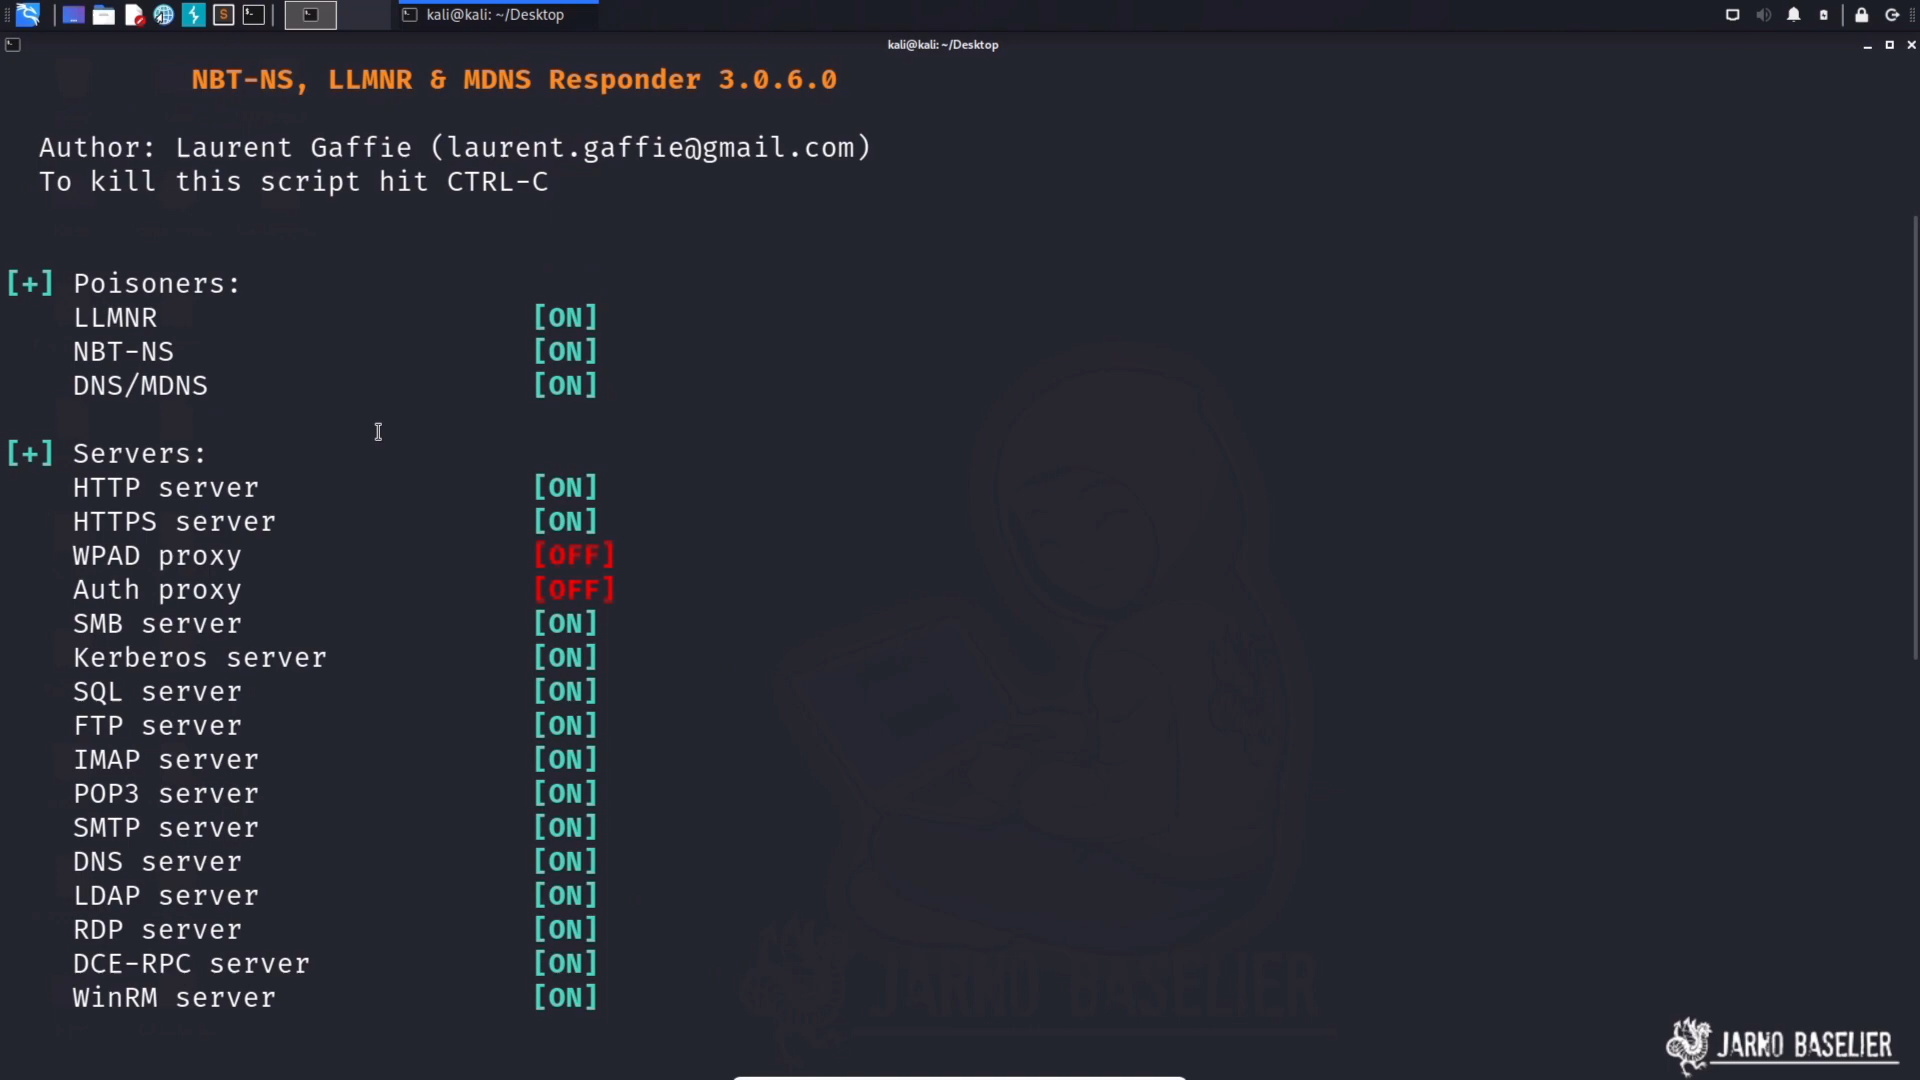 kali@kali: ~/Desktop
kali@kali: ~/Desktop
NBT-NS, LLMNR & MDNS Responder 3.0.6.0
Author: Laurent Gaffie (laurent.gaffie@gmail.com)
To kill this script hit CTRL-C
[+] Poisoners:
LLMNR [ON]
NBT-NS [ON]
DNS/MDNS [ON]
[+] Servers:
HTTP server [ON]
HTTPS server [ON]
WPAD proxy [OFF]
Auth proxy [OFF]
SMB server [ON]
Kerberos server [ON]
SQL server [ON]
FTP server [ON]
IMAP server [ON]
POP3 server [ON]
SMTP server [ON]
DNS server [ON]
LDAP server [ON]
RDP server [ON]
DCE-RPC server [ON]
WinRM server [ON]
JARNO BASELIER
JARNO BASELIER